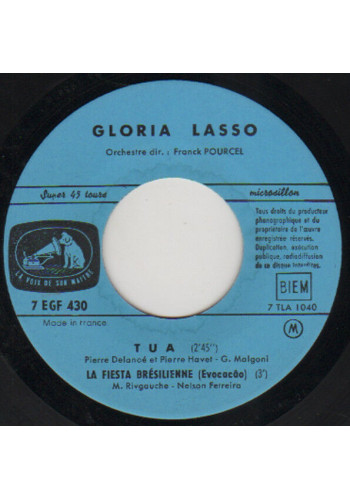 GLORIA LASSO
Orchestre dir. : Franck POURCEL
Super 45 tours
microsillon
LA VOIX DE SON MAITRE
Tous droits du producteur
phonographique et du
propriétaire de l'œuvre
enregistrée réservés.
Duplication, exécution
publique, radiodiffusion
de ce disque interdites.
7 EGF 430
Made in France
BIEM
7 TLA 1040
M
TUA (2'45")
Pierre Delancé et Pierre Havet - G. Malgoni
LA FIESTA BRÉSILIENNE (Evocacão) (3')
M. Rivgauche - Nelson Ferreira